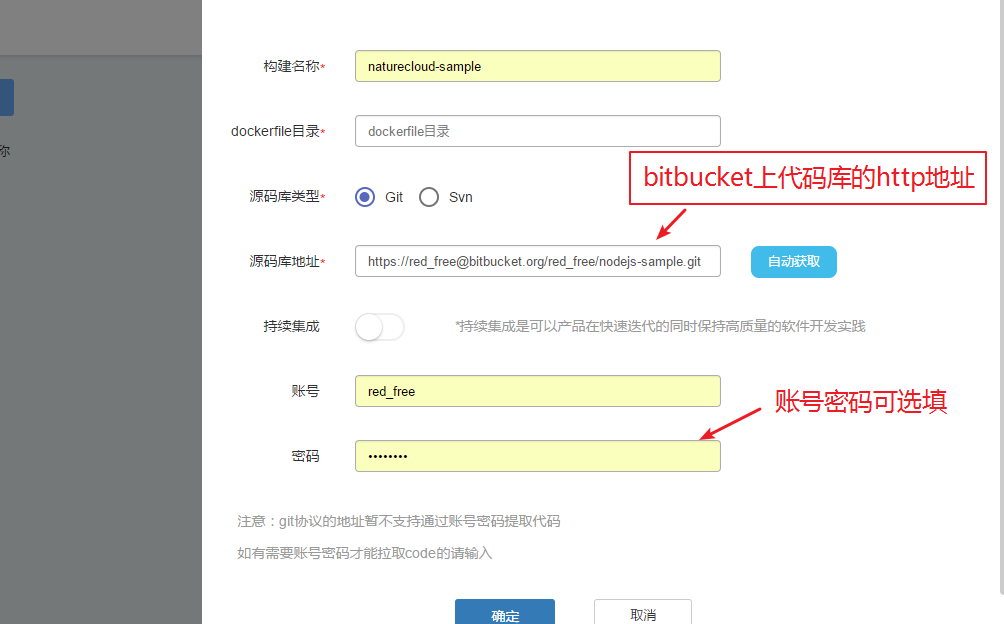 构建名称*
naturecloud-sample
dockerfile目录*
dockerfile目录
称
bitbucket上代码库的http地址
源码库类型*
Git
Svn
源码库地址*
https://red_free@bitbucket.org/red_free/nodejs-sample.git
自动获取
持续集成
*持续集成是可以产品在快速迭代的同时保持高质量的软件开发实践
账号
red_free
账号密码可选填
密码
••••••••
注意：git协议的地址暂不支持通过账号密码提取代码
如有需要账号密码才能拉取code的请输入
确定
取消